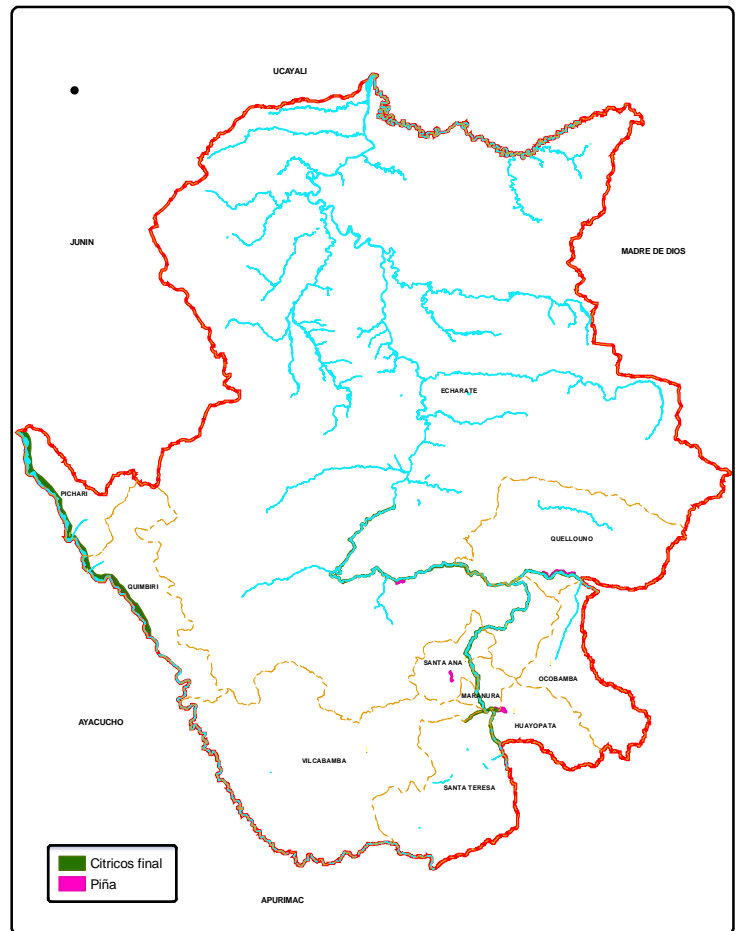 UCAYALI
JUNIN
MADRE DE DIOS
ECHARATE
PICHARI
QUELLOUNO
QUIMBIRI
SANTA ANA
OCOBAMBA
MARANURA
AYACUCHO
HUAYOPATA
VILCABAMBA
SANTA TERESA
Citricos final
Piña
APURIMAC